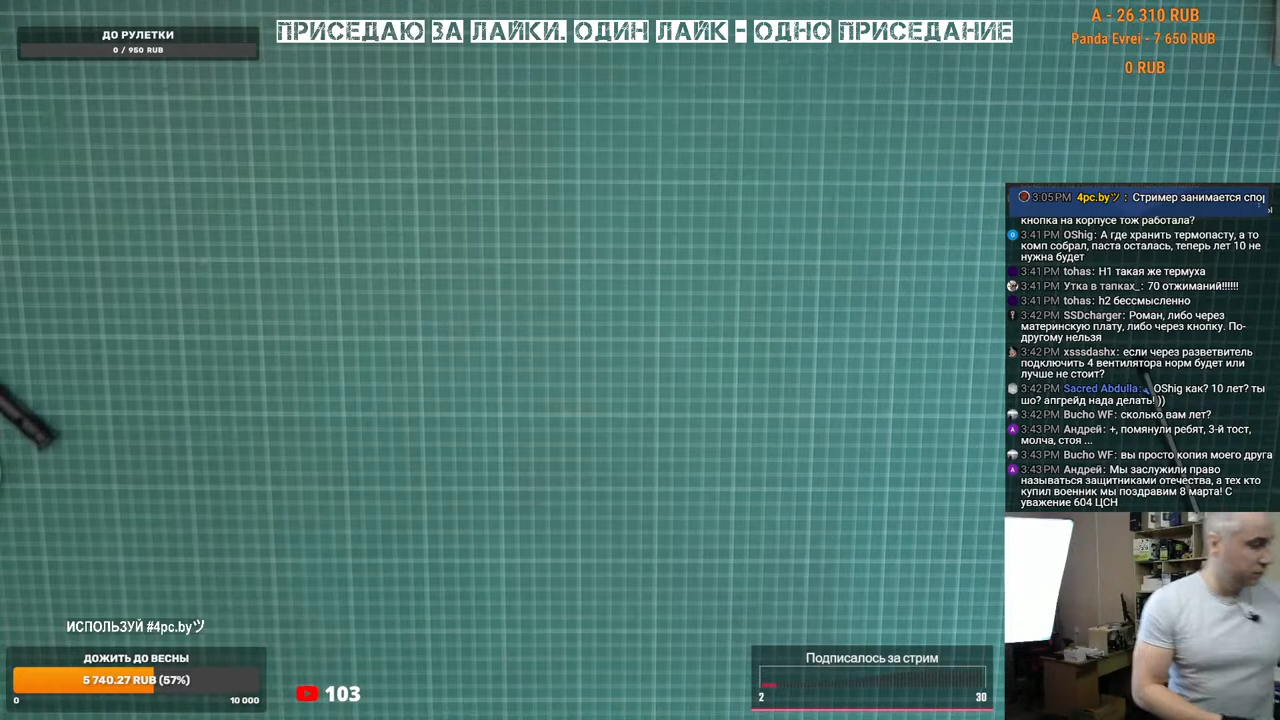 ДО РУЛЕТКИ
0 / 950 RUB
ПРИСЕДАЮ ЗА ЛАЙКИ. ОДИН ЛАЙК - ОДНО ПРИСЕДАНИЕ
A - 26 310 RUB
Panda Evrei - 7 650 RUB
0 RUB
3:05 PM 4pc.byツ: Стример занимается
кнопка на корпусе тож работала?
3:41 PM OShig: А где хранить термопасту, а то
комп собрал, паста осталась, теперь лет 10 не
нужна будет
3:41 PM tohas: H1 такая же термуха
3:41 PM Утка в тапках_: 70 отжиманий!!!!!!
3:41 PM tohas: h2 бессмысленно
3:42 PM SSDcharger: Роман, либо через
материнскую плату, либо через кнопку. По-
другому нельзя
3:42 PM xsssdashx: если через разветвитель
подключить 4 вентилятора норм будет или
лучше не стоит?
3:42 PM Sacred Abdulla: OShig как? 10 лет? ты
шо? апгрейд нада делать! ))
3:42 PM Bucho WF: сколько вам лет?
3:43 PM Андрей: +, помянули ребят, 3-й тост,
молча, стоя ...
3:43 PM Bucho WF: вы просто копия моего друга
3:43 PM Андрей: Мы заслужили право
называться защитниками отечества, а тех кто
купил военник мы поздравим 8 марта! С
уважение 604 ЦСН
ИСПОЛЬЗУЙ #4pc.byツ
ДОЖИТЬ ДО ВЕСНЫ
5 740.27 RUB (57%)
0 10 000
103
Подписалось за стрим
2 30